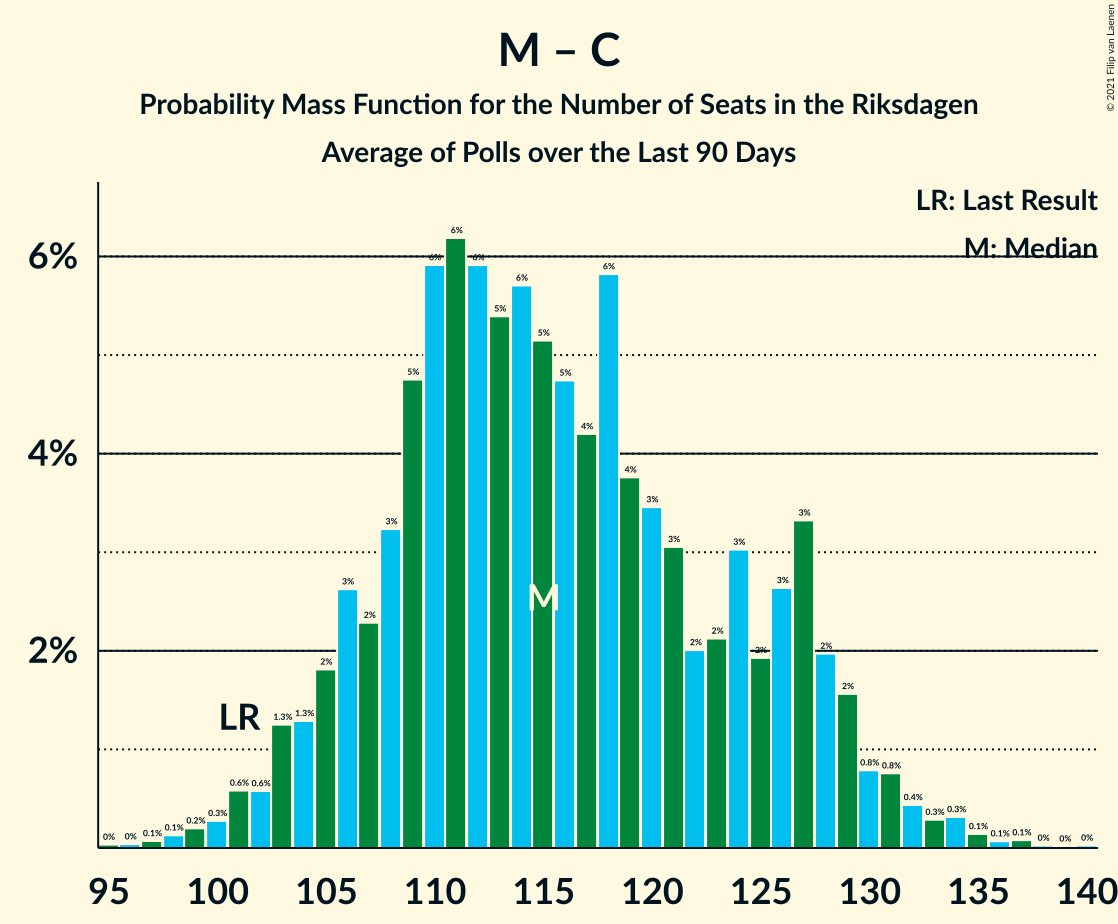 M – C
Probability Mass Function for the Number of Seats in the Riksdagen
Average of Polls over the Last 90 Days
© 2021 Filip van Laenen
LR: Last Result
M: Median
6%
4%
2%
0% 0% 0.1% 0.1% 0.2% 0.3% 0.6% 0.6% 1.3% 1.3% 2% 3% 2% 3% 5% 6% 6% 6% 5% 6% 5% 5% 4% 6% 4% 3% 3% 2% 2% 3% 2% 3% 3% 2% 2% 0.8% 0.8% 0.4% 0.3% 0.3% 0.1% 0.1% 0.1% 0% 0% 0%
LR
M
95 100 105 110 115 120 125 130 135 140